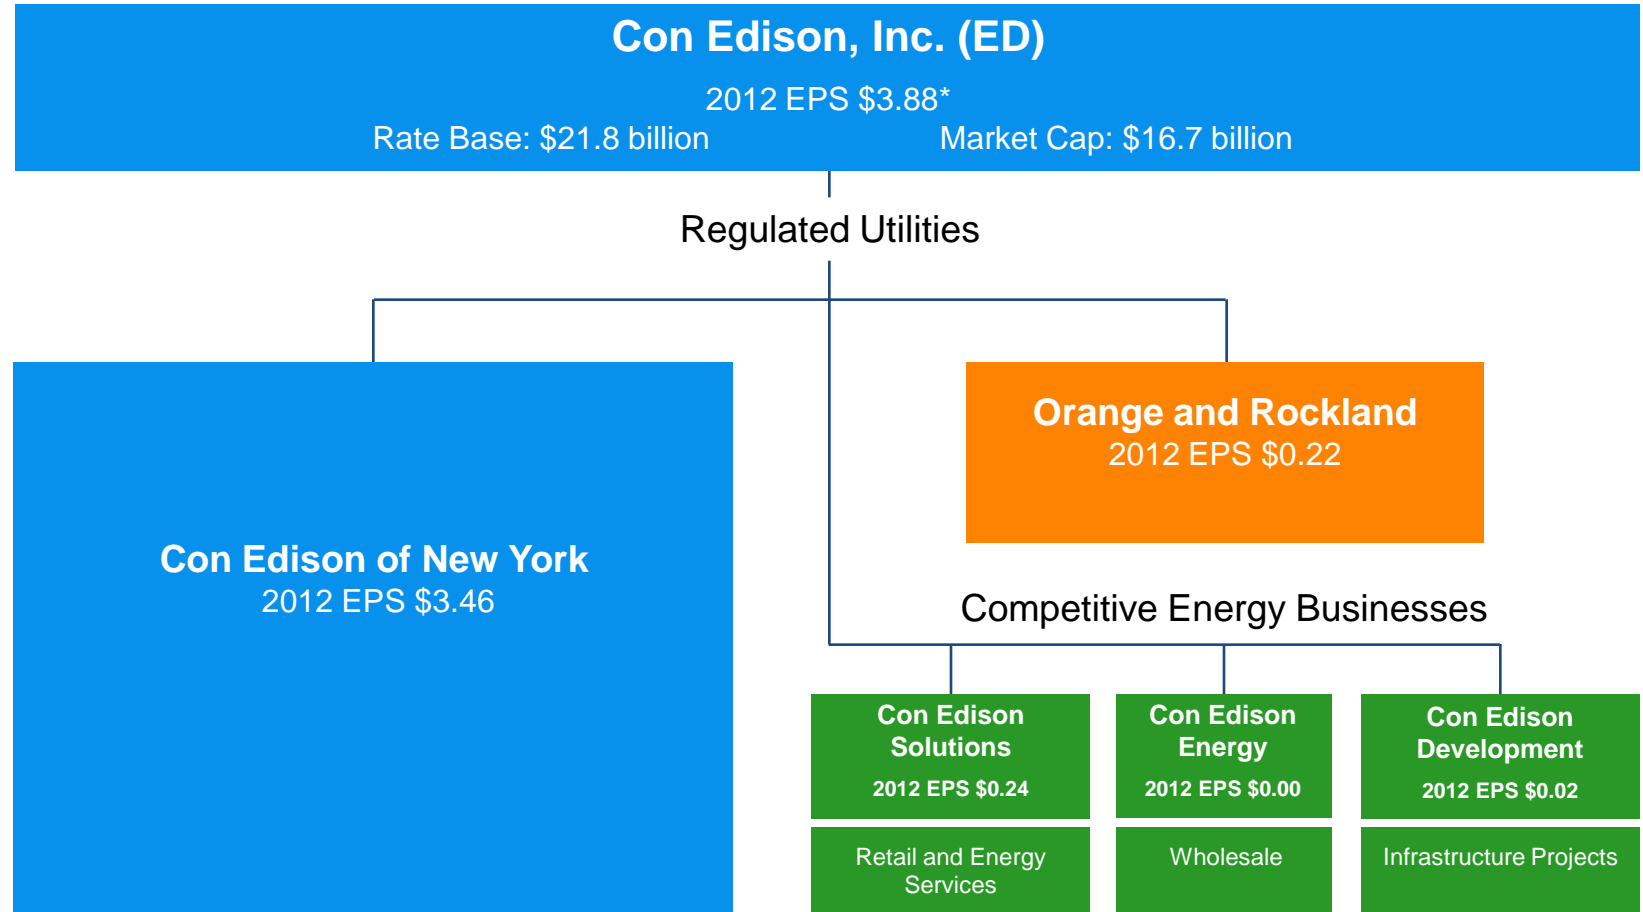 Con Edison, Inc. (ED)
2012 EPS $3.88*
Rate Base: $21.8 billion
Market Cap: $16.7 billion
Regulated Utilities
Con Edison of New York
2012 EPS $3.46
Orange and Rockland
2012 EPS $0.22
Competitive Energy Businesses
Con Edison
Solutions
2012 EPS $0.24
Retail and Energy
Services
Con Edison
Energy
2012 EPS $0.00
Wholesale
Con Edison
Development
2012 EPS $0.02
Infrastructure Projects